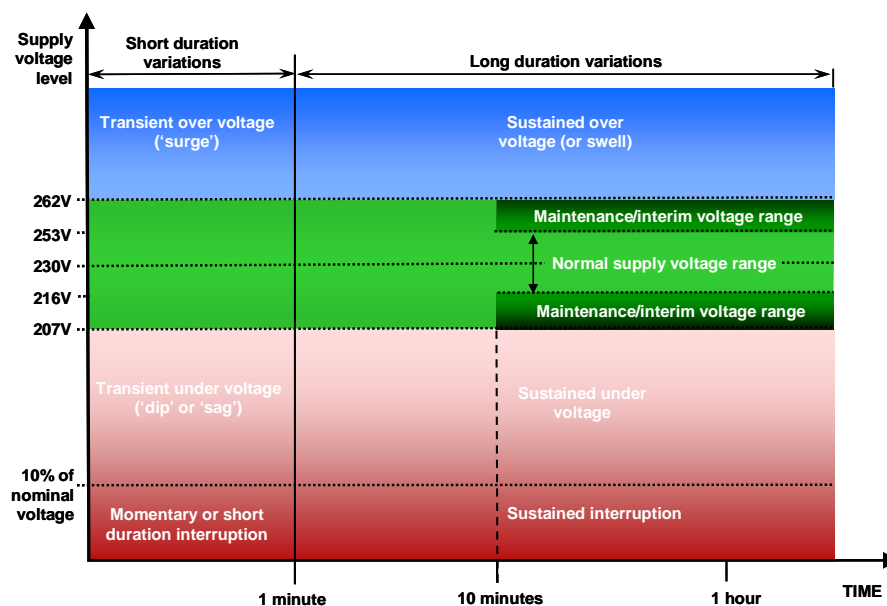 Supply
voltage
level
Short duration
variations
Long duration variations
Transient over voltage
(‘surge’)
Sustained over
voltage (or swell)
262V
253V
230V
216V
207V
Maintenance/interim voltage range
Normal supply voltage range
Maintenance/interim voltage range
Transient under voltage
(‘dip’ or ‘sag’)
Sustained under
voltage
10% of
nominal
voltage
Momentary or short
duration interruption
Sustained interruption
1 minute
10 minutes
1 hour
TIME